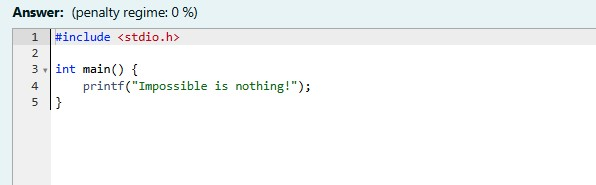 Answer: (penalty regime: 0 %)
1 #include <stdio.h>
2
3 int main() {
4     printf("Impossible is nothing!");
5 }